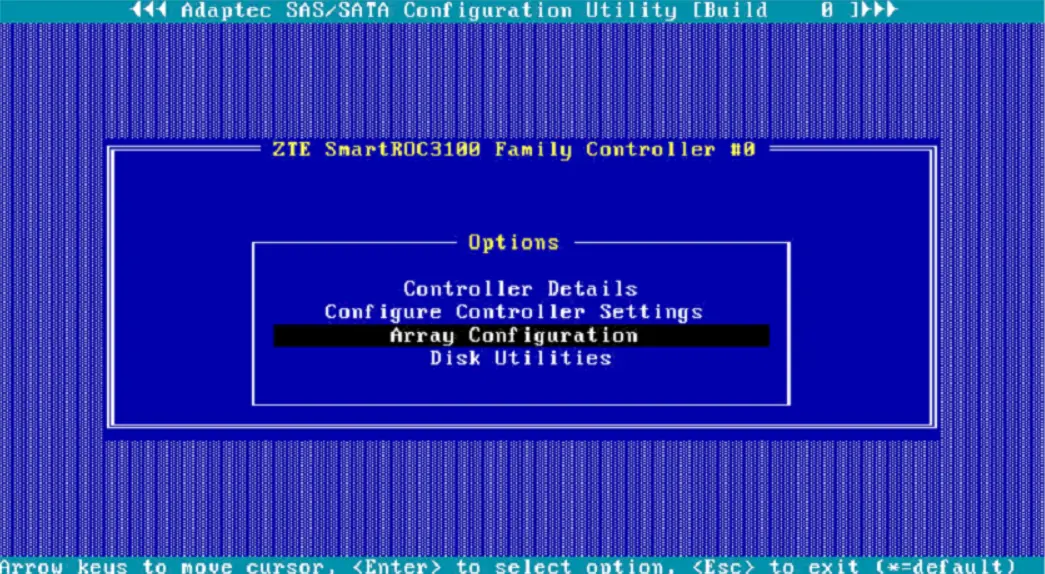 Adaptec SAS/SATA Configuration Utility [Build 0 ]
ZTE SmartROC3100 Family Controller #0
Options
Controller Details
Configure Controller Settings
Array Configuration
Disk Utilities
Arrow keys to move cursor, <Enter> to select option, <Esc> to exit (*=default)